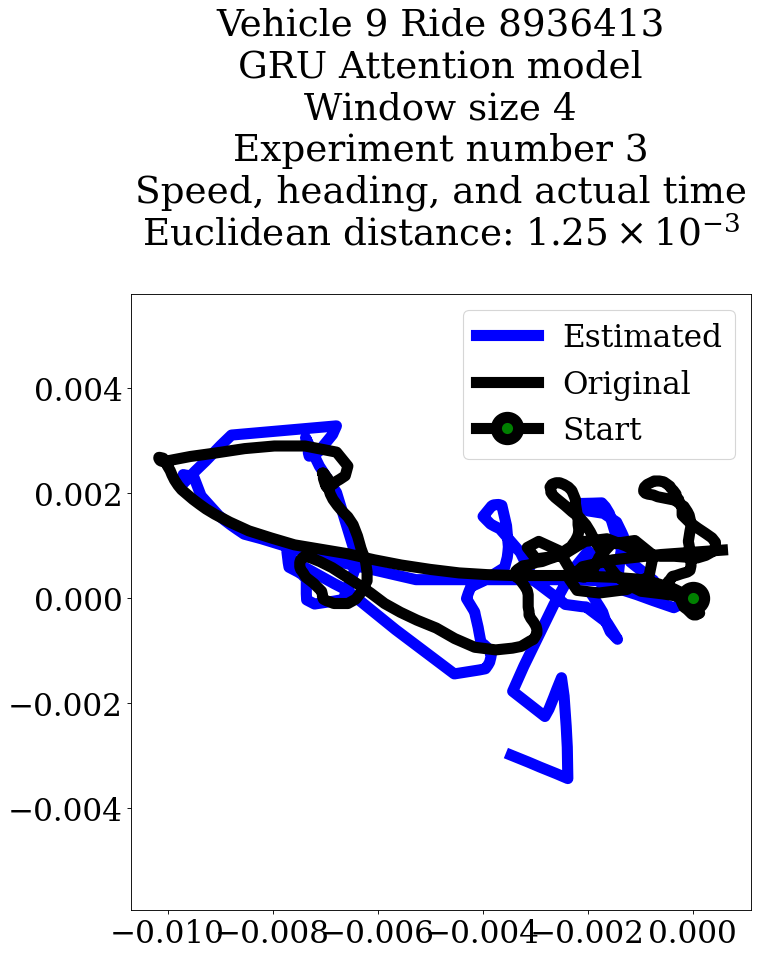 Vehicle 9 Ride 8936413
GRU Attention model
Window size 4
Experiment number 3
Speed, heading, and actual time
Euclidean distance: 1.25 × 10⁻³
Estimated
Original
Start
0.004
0.002
0.000
−0.002
−0.004
−0.010 −0.008 −0.006 −0.004 −0.002 0.000